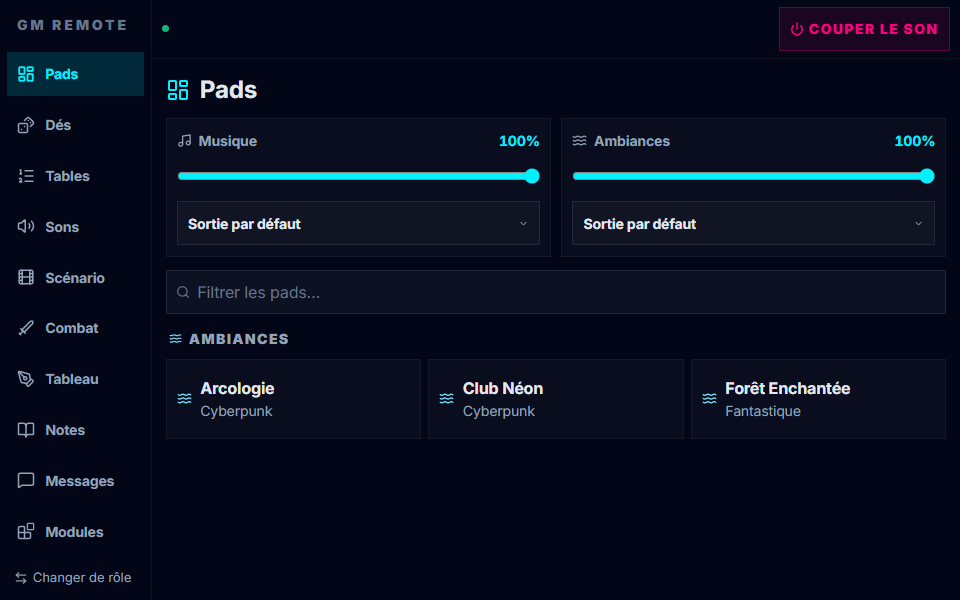 GM REMOTE
COUPER LE SON
Pads
Dés
Tables
Sons
Scénario
Combat
Tableau
Notes
Messages
Modules
Changer de rôle
Pads
Musique 100%
Sortie par défaut
Ambiances 100%
Sortie par défaut
Filtrer les pads...
AMBIANCES
Arcologie
Cyberpunk
Club Néon
Cyberpunk
Forêt Enchantée
Fantastique